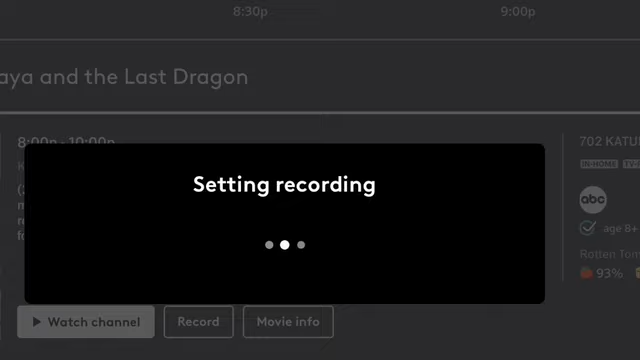 8:30p 9:00p
aya and the Last Dragon
8:00p - 10:00p
702 KATU
IN-HOME TV-
Setting recording
abc
age 8+
Rotten Tom
93%
Watch channel Record Movie info